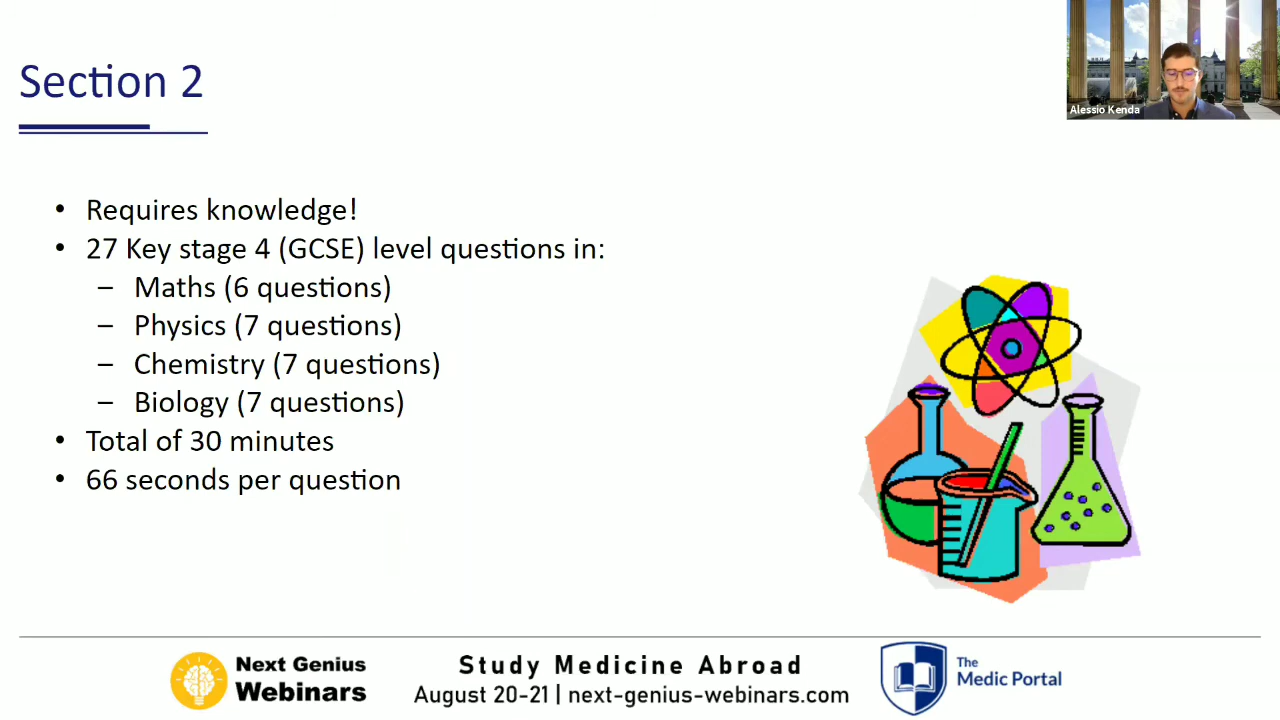 Section 2
Alessio Kenda
• Requires knowledge!
• 27 Key stage 4 (GCSE) level questions in:
– Maths (6 questions)
– Physics (7 questions)
– Chemistry (7 questions)
– Biology (7 questions)
• Total of 30 minutes
• 66 seconds per question
Next Genius
Webinars
Study Medicine Abroad
August 20-21 | next-genius-webinars.com
The
Medic Portal